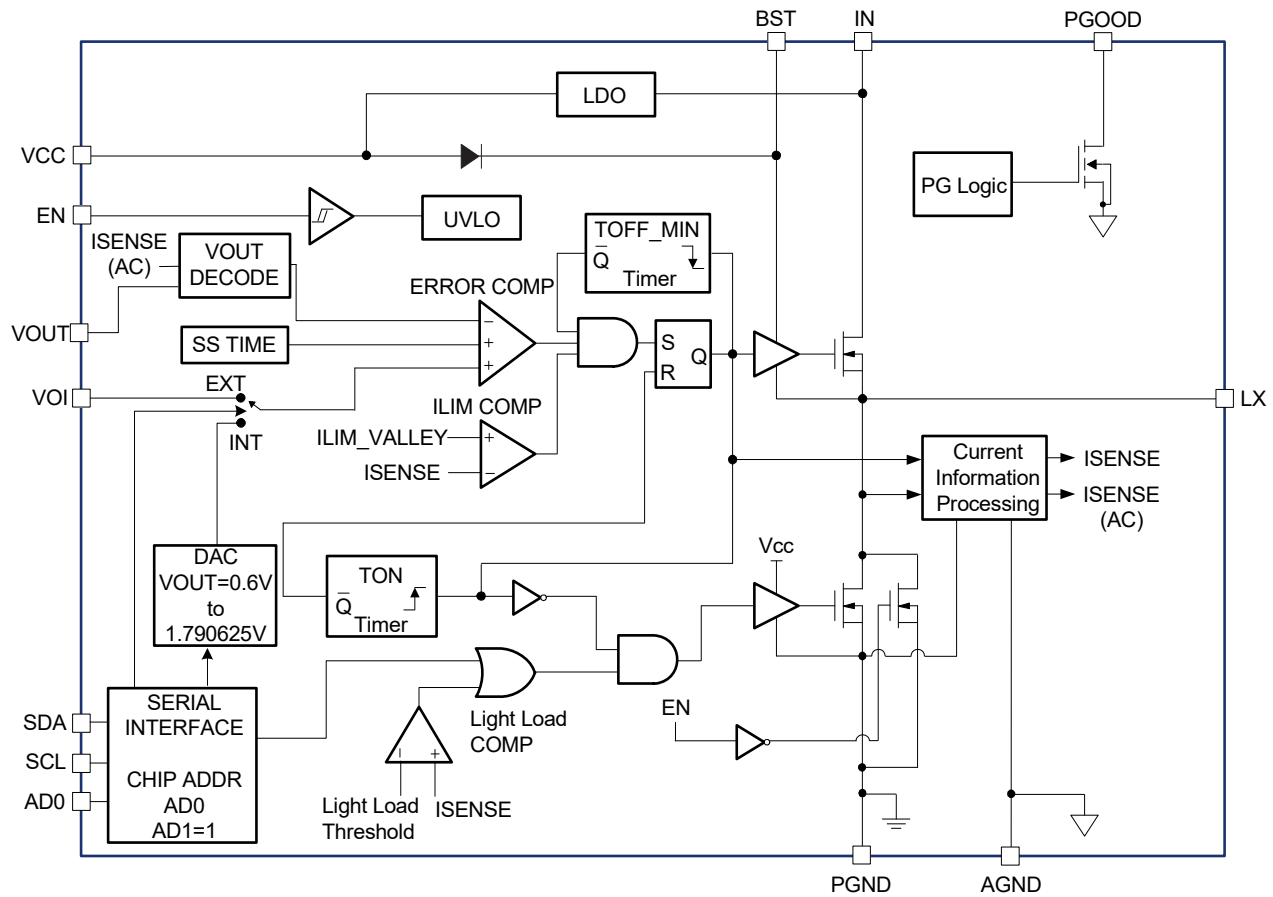 BST
IN
PGOOD
LDO
VCC
PG Logic
EN
UVLO
TOFF_MIN
Q̅
Timer
ISENSE
(AC)
VOUT
DECODE
ERROR COMP
VOUT
SS TIME
−
+
+
S
R
Q
EXT
VOI
LX
INT
ILIM COMP
ILIM_VALLEY
+
ISENSE
−
Current
Information
Processing
ISENSE
ISENSE
(AC)
DAC
VOUT=0.6V
to
1.790625V
TON
Q̅
Timer
Vcc
SERIAL
INTERFACE
CHIP ADDR
AD0
AD1=1
SDA
SCL
AD0
Light Load
COMP
EN
−
+
Light Load
Threshold
ISENSE
PGND
AGND